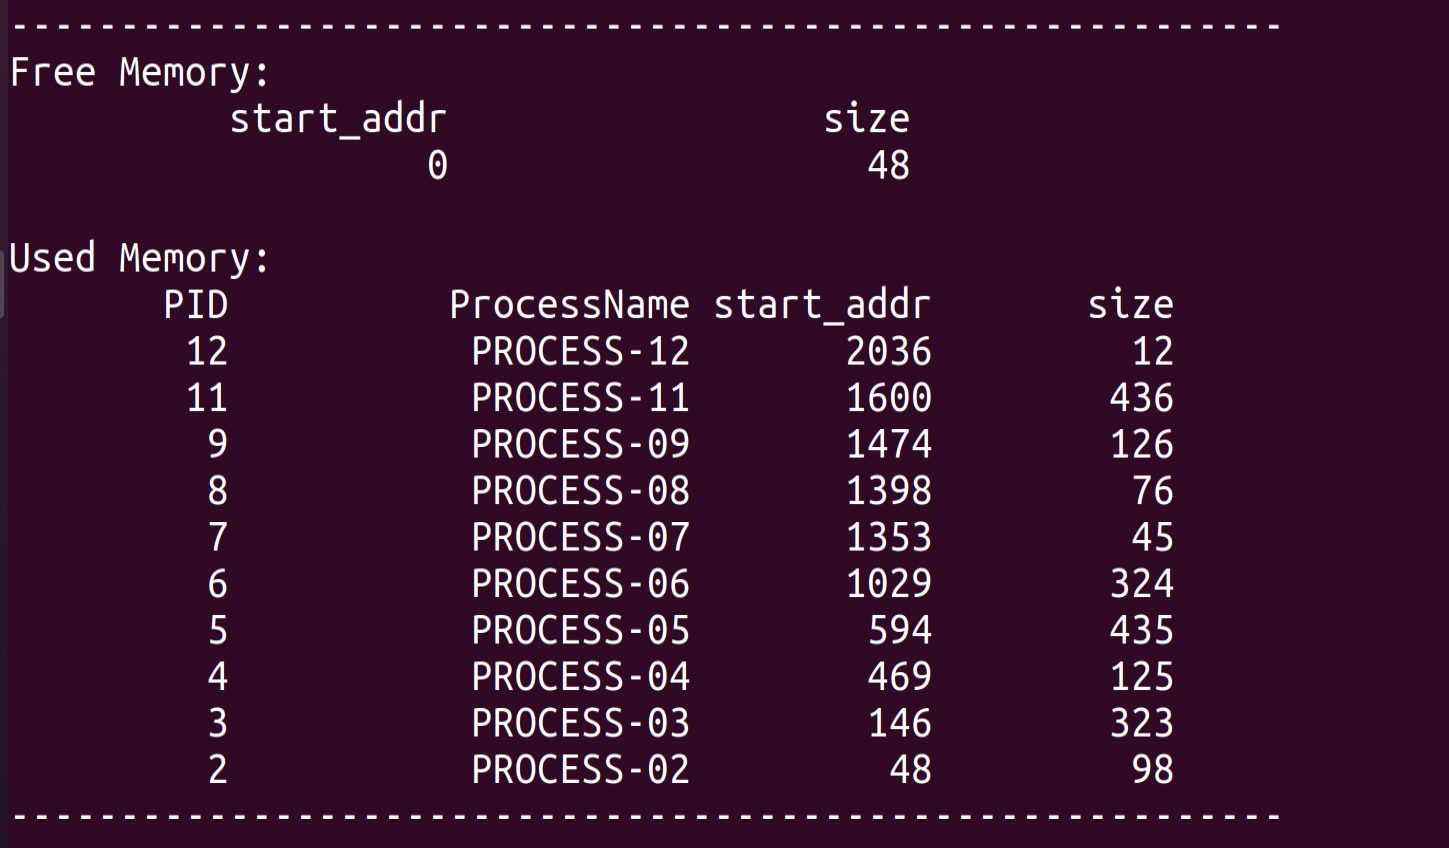 ----------------------------------------------------------
Free Memory:
          start_addr                 size
                   0                   48

Used Memory:
       PID          ProcessName start_addr       size
        12           PROCESS-12       2036         12
        11           PROCESS-11       1600        436
         9           PROCESS-09       1474        126
         8           PROCESS-08       1398         76
         7           PROCESS-07       1353         45
         6           PROCESS-06       1029        324
         5           PROCESS-05        594        435
         4           PROCESS-04        469        125
         3           PROCESS-03        146        323
         2           PROCESS-02         48         98
----------------------------------------------------------